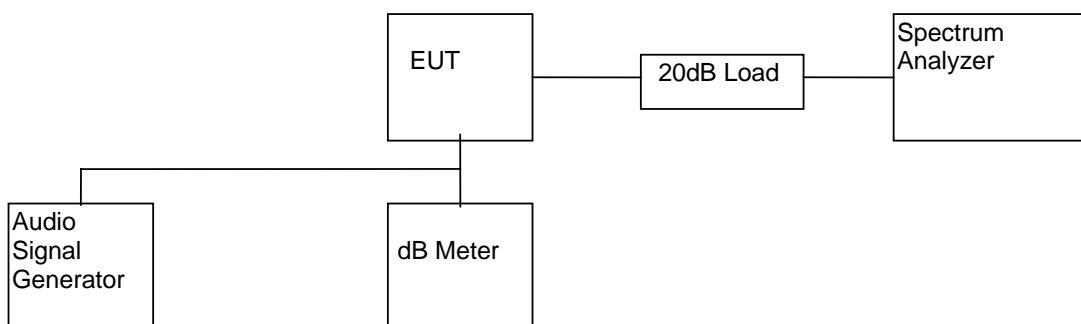 EUT
20dB Load
Spectrum
Analyzer
Audio
Signal
Generator
dB Meter